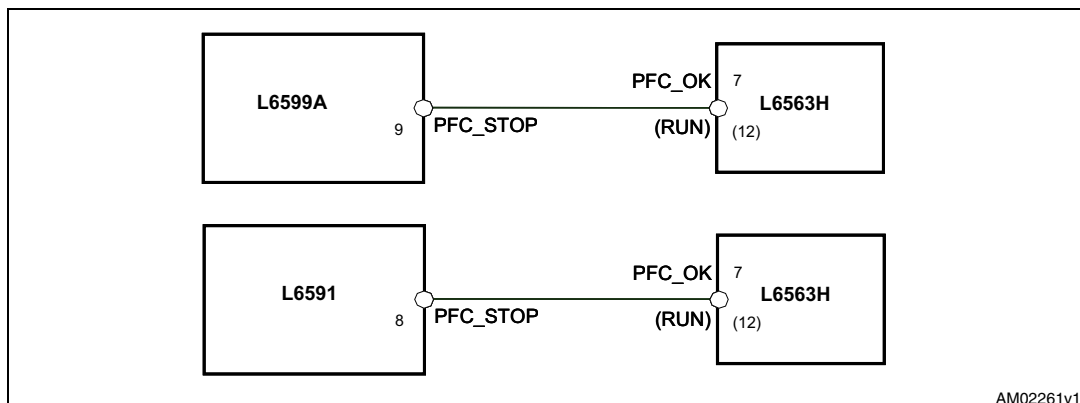 L6599A
9
PFC_STOP
PFC_OK
7
L6563H
(RUN)
(12)
L6591
8
PFC_STOP
PFC_OK
7
L6563H
(RUN)
(12)
AM02261v1